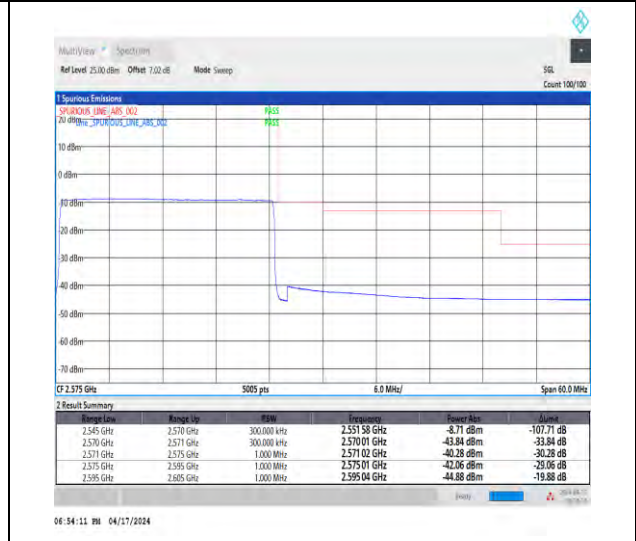 MultiView Spectrum
Ref Level 25.00 dBm Offset 7.02 dB Mode Sweep SGL
Count 100/100
1 Spurious Emissions
SPURIOUS_LINE_ABS_002 PASS
20 dBm Line _SPURIOUS_LINE_ABS_002 PASS
10 dBm
0 dBm
-10 dBm
-20 dBm
-30 dBm
-40 dBm
-50 dBm
-60 dBm
-70 dBm
CF 2.575 GHz 5005 pts 6.0 MHz/ Span 60.0 MHz
2 Result Summary
Range Low Range Up RBW Frequency Power Abs ΔLimit
2.545 GHz 2.570 GHz 300.000 kHz 2.551 58 GHz -8.71 dBm -107.71 dB
2.570 GHz 2.571 GHz 300.000 kHz 2.570 01 GHz -43.84 dBm -33.84 dB
2.571 GHz 2.575 GHz 1.000 MHz 2.571 02 GHz -40.28 dBm -30.28 dB
2.575 GHz 2.595 GHz 1.000 MHz 2.575 01 GHz -42.06 dBm -29.06 dB
2.595 GHz 2.605 GHz 1.000 MHz 2.595 04 GHz -44.88 dBm -19.88 dB
Ready
06:54:11 PM 04/17/2024